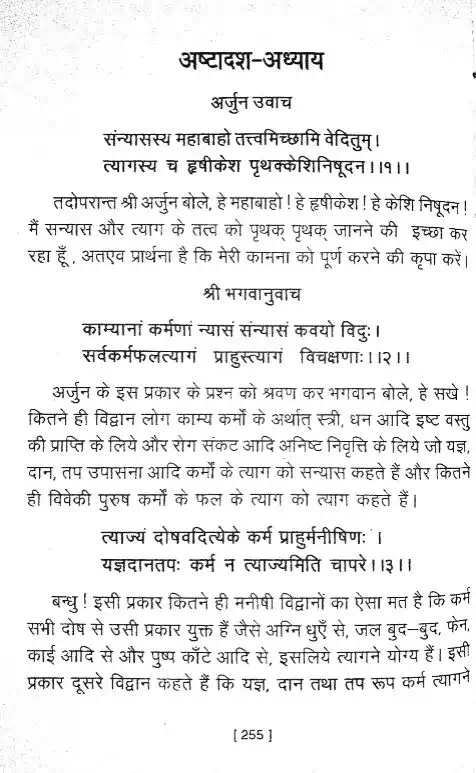 अष्टादश-अध्याय
अर्जुन उवाच
संन्यासस्य महाबाहो तत्त्वमिच्छामि वेदितुम्।
त्यागस्य च हृषीकेश पृथक्केशिनिषूदन।।१।।
तदोपरान्त श्री अर्जुन बोले, हे महाबाहो! हे हृषीकेश! हे केशि निषूदन!
मैं सन्यास और त्याग के तत्व को पृथक् पृथक् जानने की इच्छा कर
रहा हूँ, अतएव प्रार्थना है कि मेरी कामना को पूर्ण करने की कृपा करें।
श्री भगवानुवाच
काम्यानां कर्मणां न्यासं संन्यासं कवयो विदुः।
सर्वकर्मफलत्यागं प्राहुस्त्यागं विचक्षणाः।।२।।
अर्जुन के इस प्रकार के प्रश्न को श्रवण कर भगवान बोले, हे सखे!
कितने ही विद्वान लोग काम्य कर्मों के अर्थात् स्त्री, धन आदि इष्ट वस्तु
की प्राप्ति के लिये और रोग संकट आदि अनिष्ट निवृत्ति के लिये जो यज्ञ,
दान, तप उपासना आदि कर्मों के त्याग को सन्यास कहते हैं और कितने
ही विवेकी पुरुष कर्मों के फल के त्याग को त्याग कहते हैं।
त्याज्यं दोषवदित्येके कर्म प्राहुर्मनीषिणः ।
यज्ञदानतपः कर्म न त्याज्यमिति चापरे।।३।।
बन्धु! इसी प्रकार कितने ही मनीषी विद्वानों का ऐसा मत है कि कर्म
सभी दोष से उसी प्रकार युक्त हैं जैसे अग्नि धुएँ से, जल बुद-बुद, फेन,
काई आदि से और पुष्प काँटे आदि से, इसलिये त्यागने योग्य हैं। इसी
प्रकार दूसरे विद्वान कहते हैं कि यज्ञ, दान तथा तप रूप कर्म त्यागने
[ 255 ]